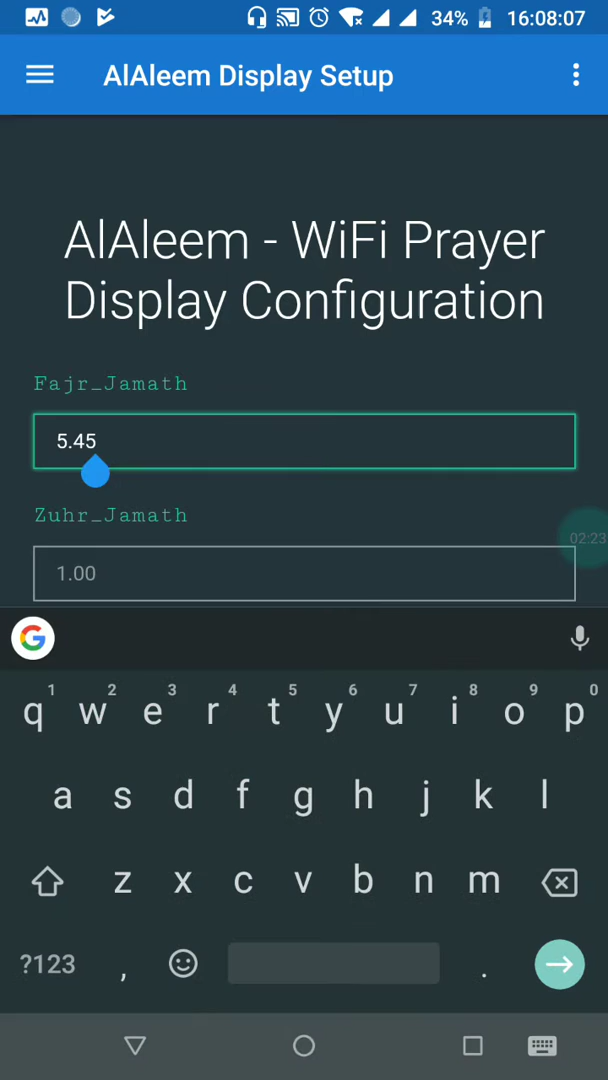 34% 16:08:07
AlAleem Display Setup
AlAleem - WiFi Prayer
Display Configuration
Fajr_Jamath
5.45
Zuhr_Jamath
02:23
1.00
G
1 2 3 4 5 6 7 8 9 0
q w e r t y u i o p
a s d f g h j k l
z x c v b n m
?123 , .